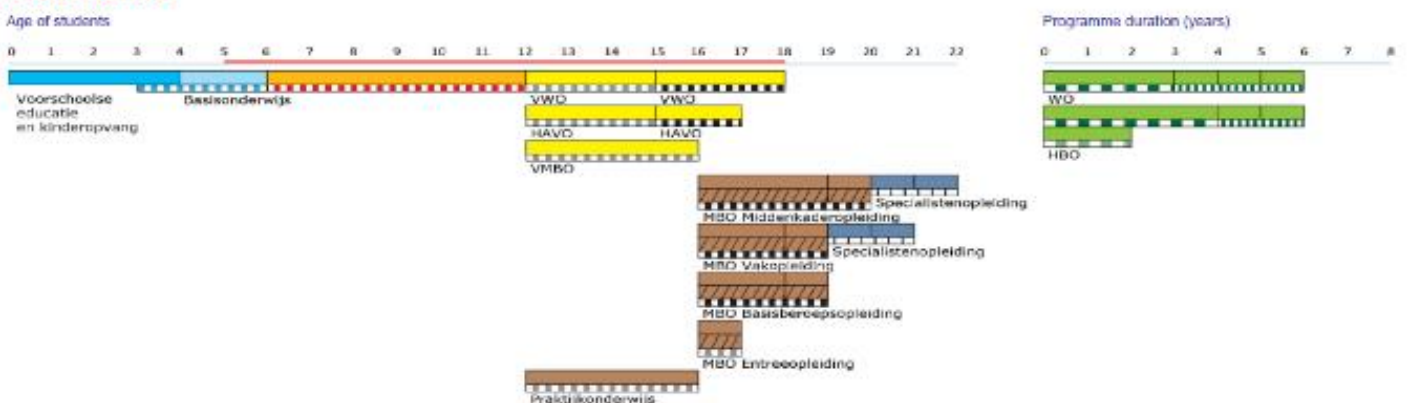 Age of students
Programme duration (years)
0 1 2 3 4 5 6 7 8 9 10 11 12 13 14 15 16 17 18 19 20 21 22
0 1 2 3 4 5 6 7 8
Voorschoolse
educatie
en kinderopvang
Basisonderwijs
VWO
VWO
WO
HAVO
HAVO
VMBO
HBO
Specialistenopleiding
MBO Middenkaderopleiding
Specialistenopleiding
MBO Vakopleiding
MBO Basisberoepsopleiding
MBO Entreeopleiding
Praktijkonderwijs